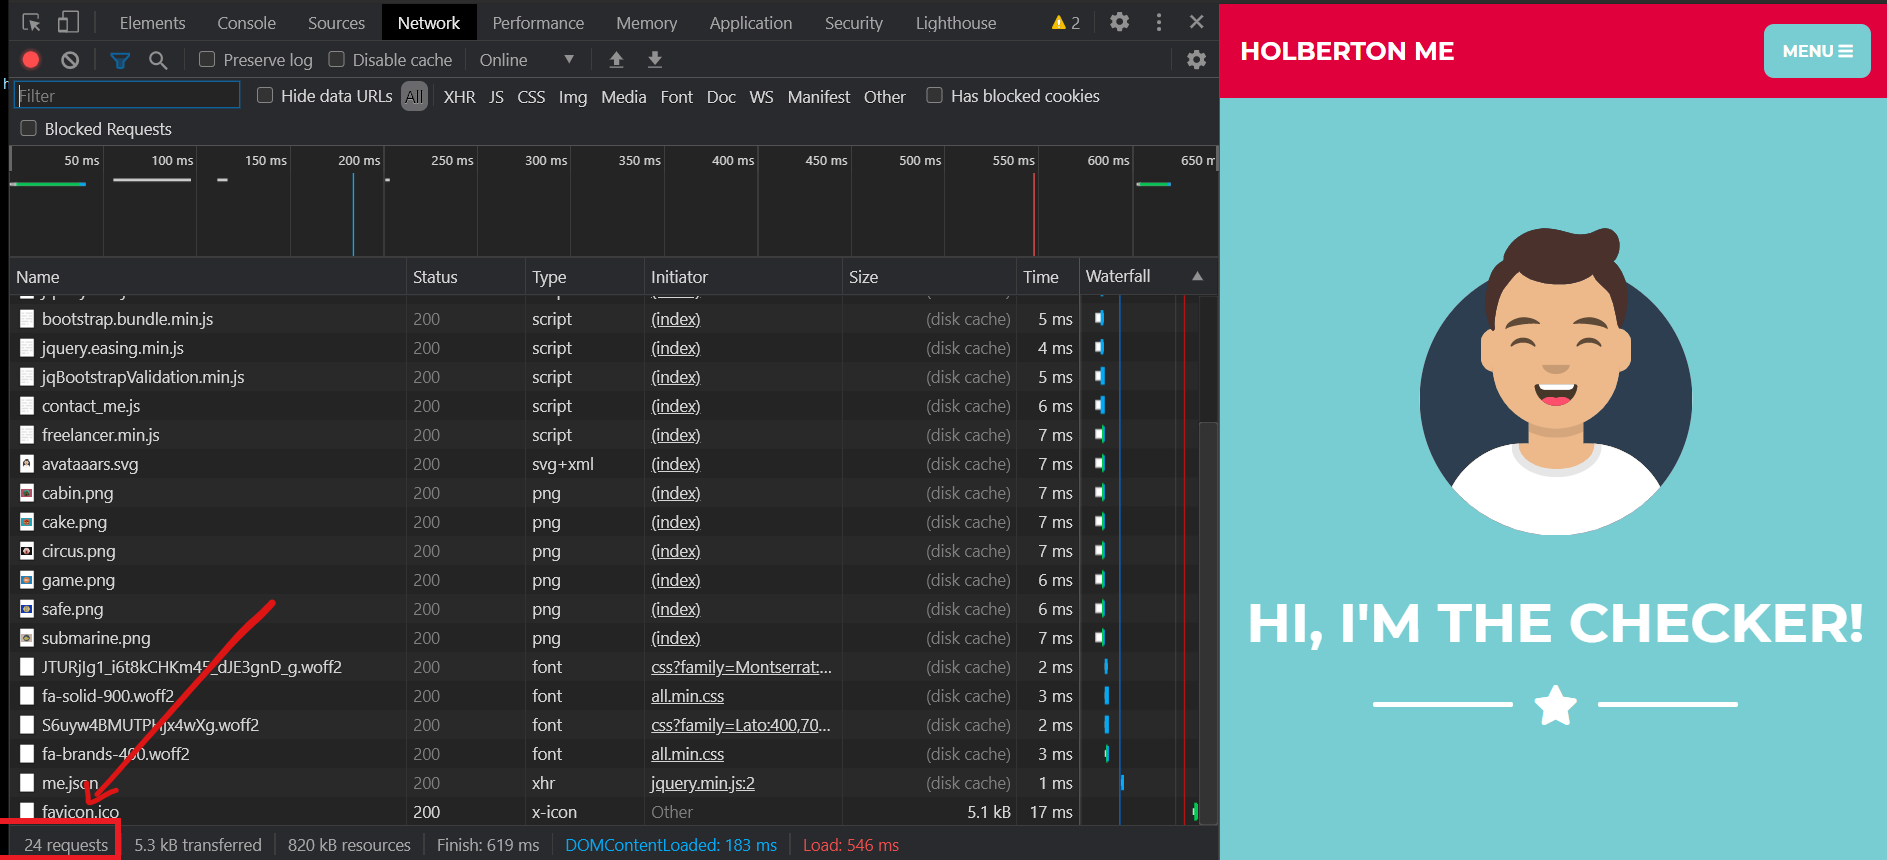 Elements Console Sources Network Performance Memory Application Security Lighthouse 2
Preserve log Disable cache Online
Filter Hide data URLs All XHR JS CSS Img Media Font Doc WS Manifest Other Has blocked cookies
Blocked Requests
50 ms 100 ms 150 ms 200 ms 250 ms 300 ms 350 ms 400 ms 450 ms 500 ms 550 ms 600 ms 650 m
Name Status Type Initiator Size Time Waterfall
bootstrap.bundle.min.js 200 script (index) (disk cache) 5 ms
jquery.easing.min.js 200 script (index) (disk cache) 4 ms
jqBootstrapValidation.min.js 200 script (index) (disk cache) 5 ms
contact_me.js 200 script (index) (disk cache) 6 ms
freelancer.min.js 200 script (index) (disk cache) 7 ms
avataaars.svg 200 svg+xml (index) (disk cache) 7 ms
cabin.png 200 png (index) (disk cache) 7 ms
cake.png 200 png (index) (disk cache) 7 ms
circus.png 200 png (index) (disk cache) 7 ms
game.png 200 png (index) (disk cache) 6 ms
safe.png 200 png (index) (disk cache) 6 ms
submarine.png 200 png (index) (disk cache) 7 ms
200 font css?family=Montserrat:... (disk cache) 2 ms
fa-solid-900.woff2 200 font all.min.css (disk cache) 3 ms
200 font css?family=Lato:400,70... (disk cache) 2 ms
fa-brands-400.woff2 200 font all.min.css (disk cache) 3 ms
me.json 200 xhr jquery.min.js:2 (disk cache) 1 ms
favicon.ico 200 x-icon Other 5.1 kB 17 ms
24 requests 5.3 kB transferred 820 kB resources Finish: 619 ms DOMContentLoaded: 183 ms Load: 546 ms
HOLBERTON ME
MENU
HI, I'M THE CHECKER!